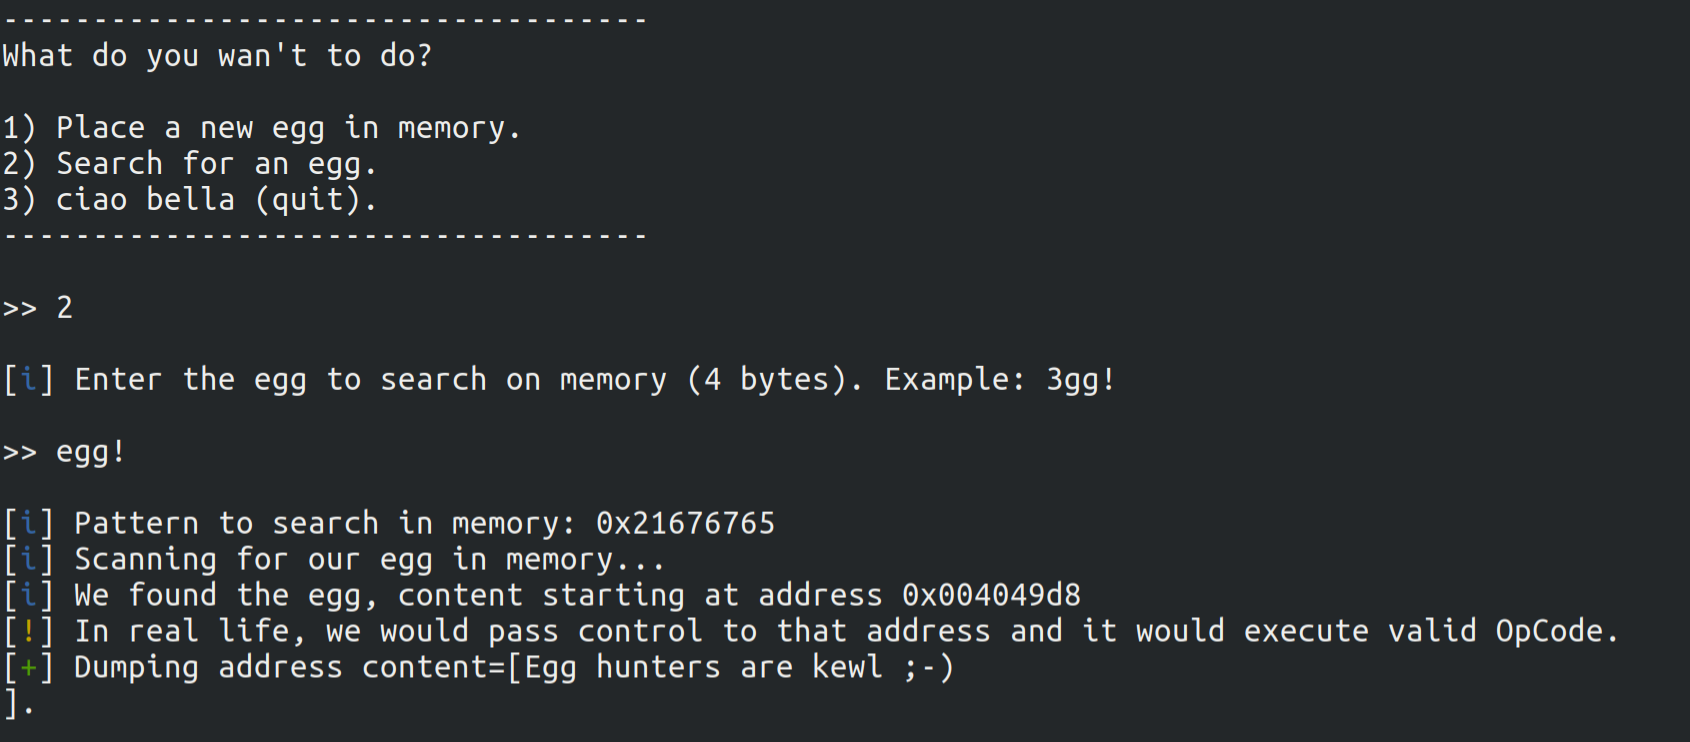 ------------------------------------
What do you wan't to do?
1) Place a new egg in memory.
2) Search for an egg.
3) ciao bella (quit).
------------------------------------
>> 2
[i] Enter the egg to search on memory (4 bytes). Example: 3gg!
>> egg!
[i] Pattern to search in memory: 0x21676765
[i] Scanning for our egg in memory...
[i] We found the egg, content starting at address 0x004049d8
[!] In real life, we would pass control to that address and it would execute valid OpCode.
[+] Dumping address content=[Egg hunters are kewl ;-)
].